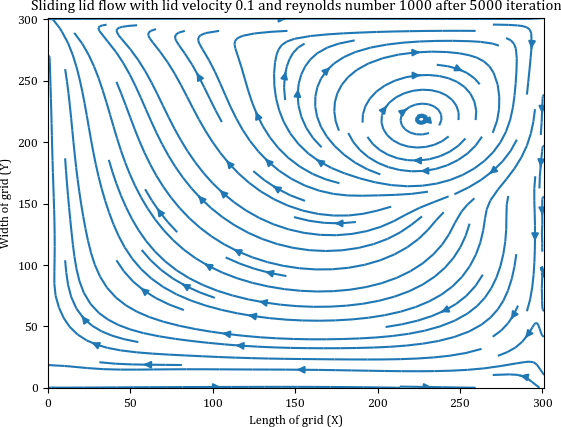 Sliding lid flow with lid velocity 0.1 and reynolds number 1000 after 5000 iteration
300
250
200
150
100
50
0
Width of grid (Y)
0 50 100 150 200 250 300
Length of grid (X)